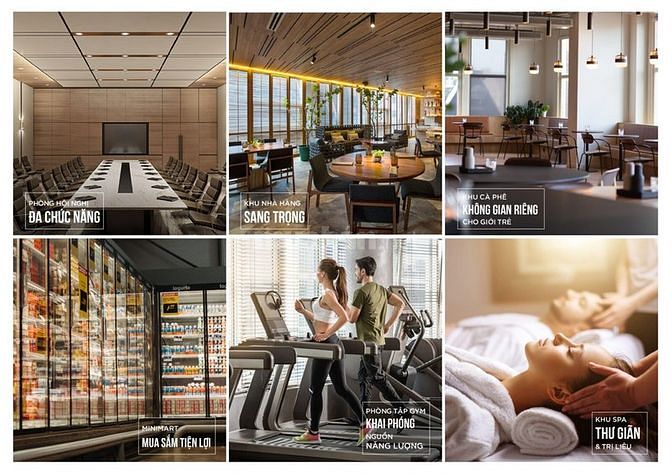 PHÒNG HỘI NGHỊ
ĐA CHỨC NĂNG
KHU NHÀ HÀNG
SANG TRỌNG
KHU CÀ PHÊ
KHÔNG GIAN RIÊNG
CHO GIỚI TRẺ
MINIMART
MUA SẮM TIỆN LỢI
PHÒNG TẬP GYM
KHAI PHÓNG
NGUỒN
NĂNG LƯỢNG
KHU SPA
THƯ GIÃN
& TRỊ LIỆU